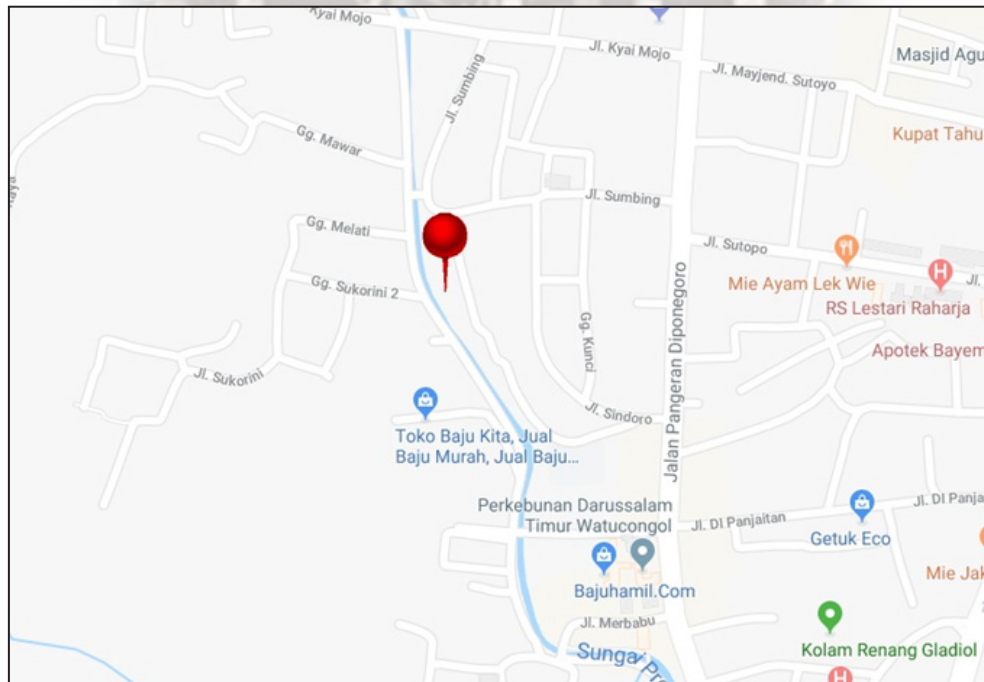 Kyai Mojo
Jl. Kyai Mojo
Jl. Mayjend. Sutoyo
Masjid Agu
Kupat Tahu
Jl. Sumbing
Gg. Mawar
Jl. Sumbing
Gg. Melati
Jl. Sutopo
Jl.
Mie Ayam Lek Wie
RS Lestari Raharja
Gg. Sukorini 2
Jalan Pangeran Diponegoro
Gg. Kunci
Apotek Bayem
Jl. Sukorini
Jl. Sindoro
Toko Baju Kita, Jual
Baju Murah, Jual Baju...
Perkebunan Darussalam
Timur Watucongol
Jl. DI Panjaitan
Jl. DI Panja
Getuk Eco
Bajuhamil.Com
Mie Jak
Jl. Merbabu
Kolam Renang Gladiol
Sungai Pro